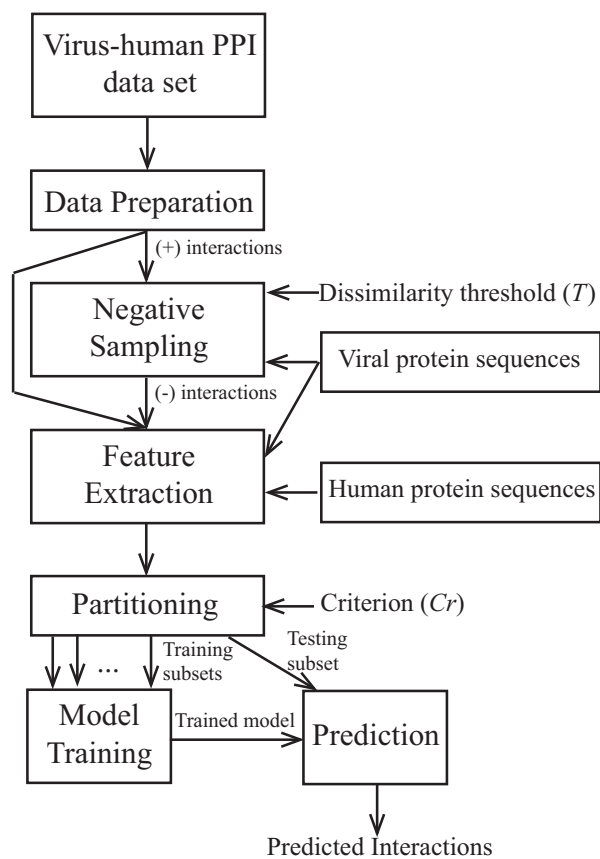 Virus-human PPI
data set
Data Preparation
(+) interactions
Negative
Sampling
Dissimilarity threshold (T)
Viral protein sequences
(-) interactions
Feature
Extraction
Human protein sequences
Partitioning
Criterion (Cr)
...
Training
subsets
Testing
subset
Model
Training
Trained model
Prediction
Predicted Interactions